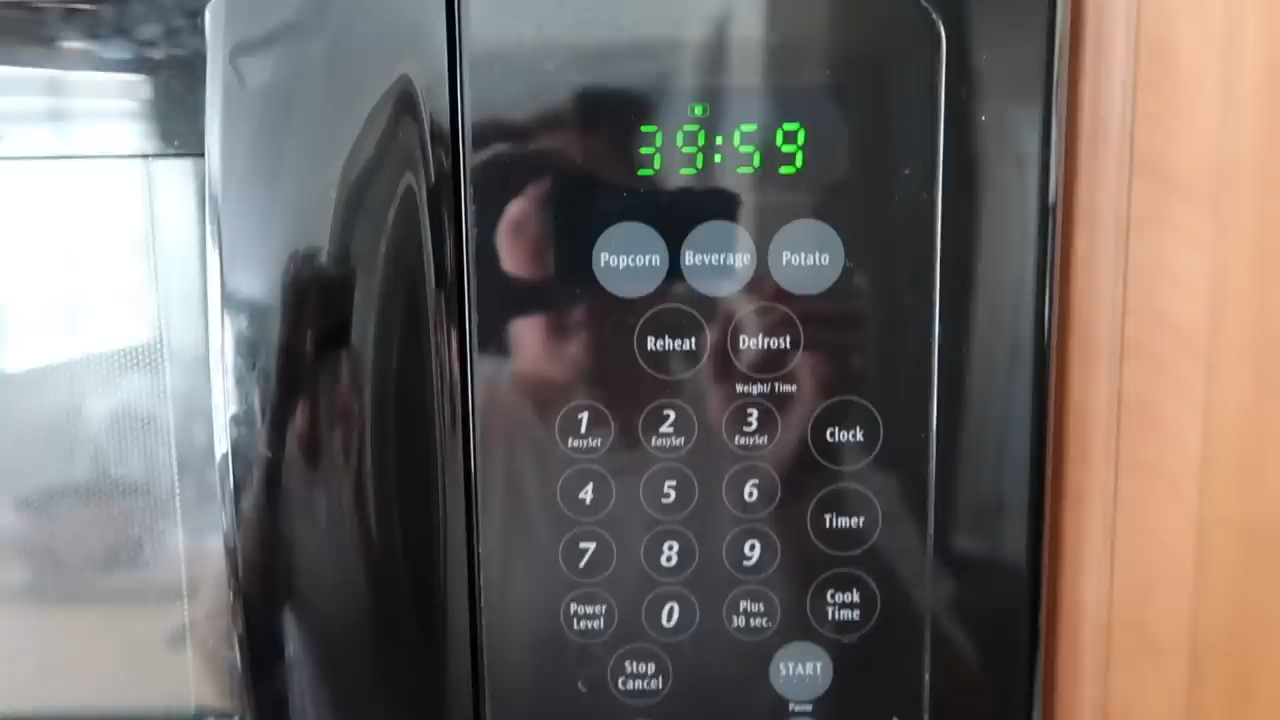 39:59
Popcorn Beverage Potato
Reheat Defrost
Weight/ Time
1 2 3
EasySet EasySet EasySet
Clock
4 5 6
Timer
7 8 9
Power Level
0
Plus 30 sec.
Cook Time
Stop Cancel
START
Pause